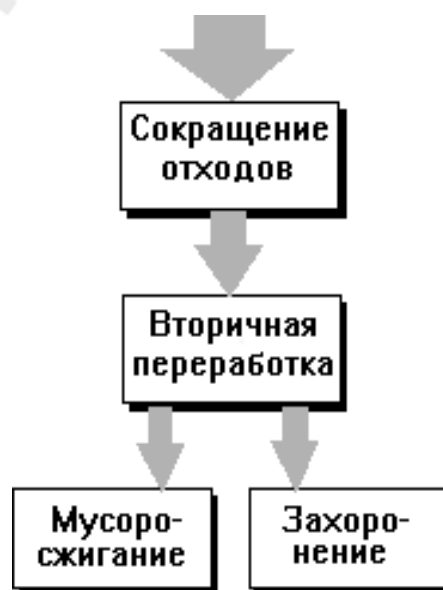 Сокращение
отходов
Вторичная
переработка
Мусоро-
сжигание
Захоро-
нение